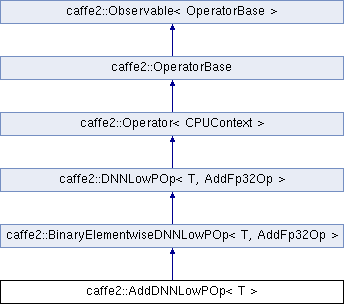 caffe2::Observable< OperatorBase >
caffe2::OperatorBase
caffe2::Operator< CPUContext >
caffe2::DNNLowPOp< T, AddFp32Op >
caffe2::BinaryElementwiseDNNLowPOp< T, AddFp32Op >
caffe2::AddDNNLowPOp< T >